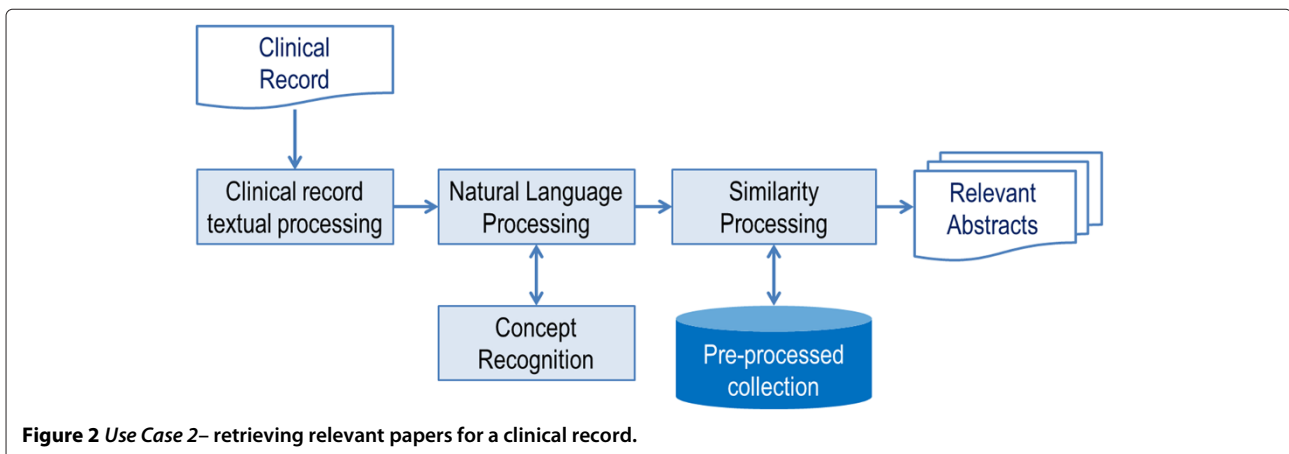 Clinical
Record
Clinical record
textual processing
Natural Language
Processing
Similarity
Processing
Relevant
Abstracts
Concept
Recognition
Pre-processed
collection
Figure 2 Use Case 2– retrieving relevant papers for a clinical record.